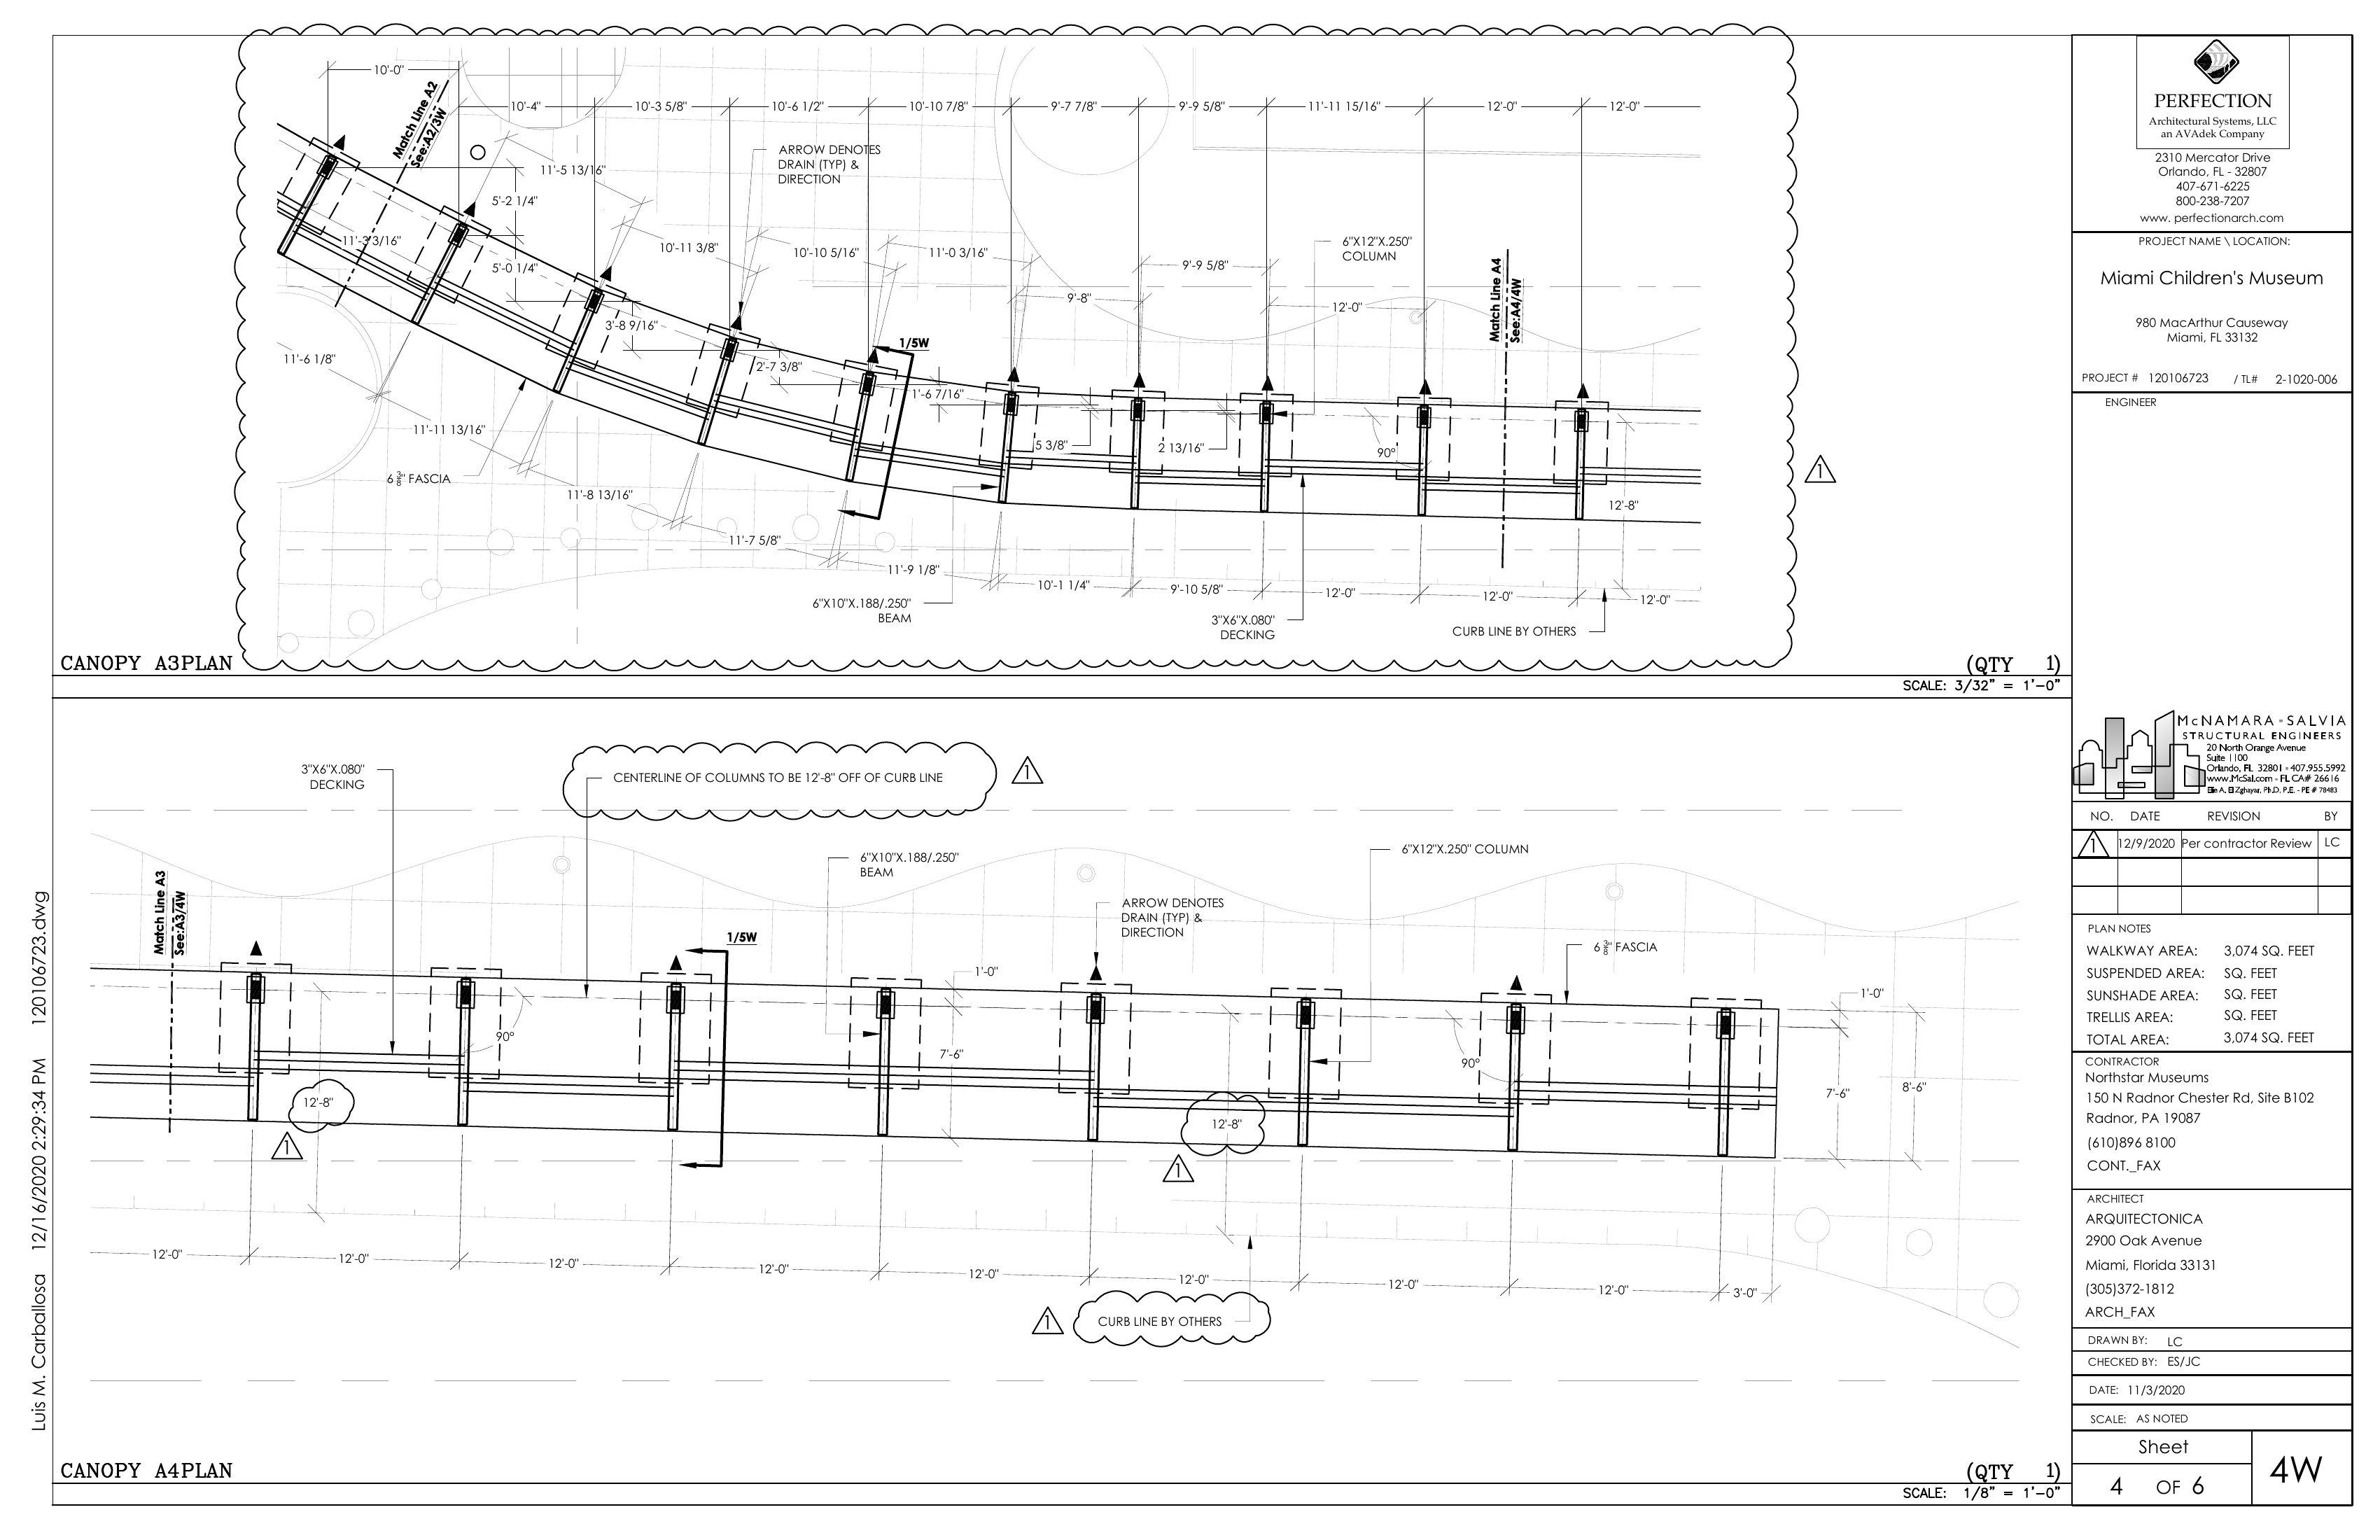 10'-0"
Match Line A2
See:A2/3W
10'-4"
10'-3 5/8"
10'-6 1/2"
10'-10 7/8"
9'-7 7/8"
9'-9 5/8"
11'-11 15/16"
12'-0"
12'-0"
ARROW DENOTES
DRAIN (TYP) &
DIRECTION
11'-5 13/16"
5'-2 1/4"
11'-3 3/16"
5'-0 1/4"
10'-11 3/8"
10'-10 5/16"
11'-0 3/16"
6"X12"X.250"
COLUMN
9'-9 5/8"
9'-8"
12'-0"
Match Line A4
See:A4/4W
3'-8 9/16"
11'-6 1/8"
2'-7 3/8"
1/5W
1'-6 7/16"
5 3/8"
2 13/16"
90°
11'-11 13/16"
6 3/8" FASCIA
11'-8 13/16"
12'-8"
11'-7 5/8"
11'-9 1/8"
10'-1 1/4"
9'-10 5/8"
12'-0"
12'-0"
12'-0"
6"X10"X.188/.250"
BEAM
3"X6"X.080"
DECKING
CURB LINE BY OTHERS
1
CANOPY A3PLAN
(QTY 1)
SCALE: 3/32" = 1'-0"
3"X6"X.080"
DECKING
CENTERLINE OF COLUMNS TO BE 12'-8" OFF OF CURB LINE
1
Match Line A3
See:A3/4W
6"X10"X.188/.250"
BEAM
6"X12"X.250" COLUMN
ARROW DENOTES
DRAIN (TYP) &
DIRECTION
1/5W
6 3/8" FASCIA
1'-0"
1'-0"
90°
7'-6"
90°
7'-6"
8'-6"
12'-8"
1
12'-8"
1
12'-0"
12'-0"
12'-0"
12'-0"
12'-0"
12'-0"
12'-0"
12'-0"
3'-0"
1
CURB LINE BY OTHERS
CANOPY A4PLAN
(QTY 1)
SCALE: 1/8" = 1'-0"
Luis M. Carballosa 12/16/2020 2:29:34 PM 120106723.dwg
PERFECTION
Architectural Systems, LLC
an AVAdek Company
2310 Mercator Drive
Orlando, FL - 32807
407-671-6225
800-238-7207
www. perfectionarch.com
PROJECT NAME \ LOCATION:
Miami Children's Museum
980 MacArthur Causeway
Miami, FL 33132
PROJECT # 120106723 / TL# 2-1020-006
ENGINEER
McNAMARA - SALVIA
STRUCTURAL ENGINEERS
20 North Orange Avenue
Suite 1100
Orlando, FL 32801 - 407.955.5992
www.McSal.com - FL CA# 26616
Elie A. El Zghayar, Ph.D. P.E. - PE # 78483
NO. DATE REVISION BY
1 12/9/2020 Per contractor Review LC
PLAN NOTES
WALKWAY AREA: 3,074 SQ. FEET
SUSPENDED AREA: SQ. FEET
SUNSHADE AREA: SQ. FEET
TRELLIS AREA: SQ. FEET
TOTAL AREA: 3,074 SQ. FEET
CONTRACTOR
Northstar Museums
150 N Radnor Chester Rd, Site B102
Radnor, PA 19087
(610)896 8100
CONT._FAX
ARCHITECT
ARQUITECTONICA
2900 Oak Avenue
Miami, Florida 33131
(305)372-1812
ARCH_FAX
DRAWN BY: LC
CHECKED BY: ES/JC
DATE: 11/3/2020
SCALE: AS NOTED
Sheet
4 OF 6
4W